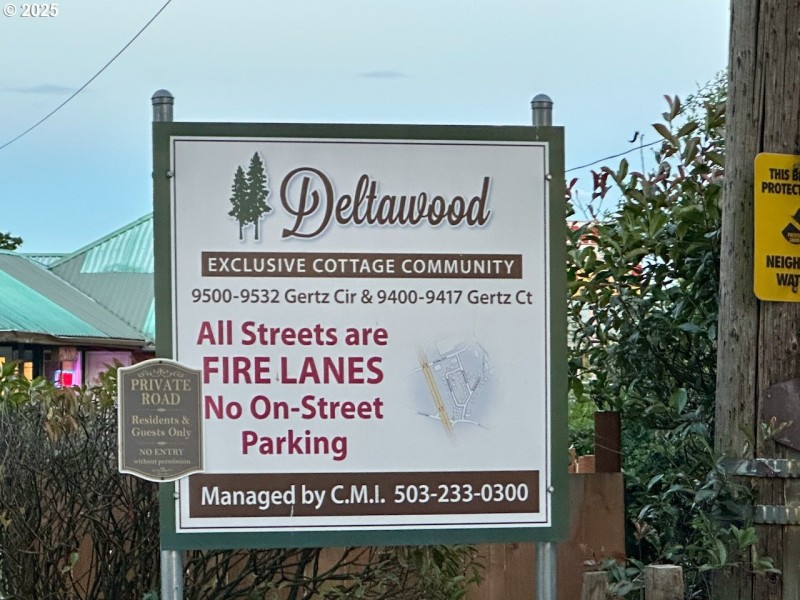 © 2025
Deltawood
EXCLUSIVE COTTAGE COMMUNITY
9500-9532 Gertz Cir & 9400-9417 Gertz Ct
All Streets are
FIRE LANES
No On-Street
Parking
Managed by C.M.I. 503-233-0300
PRIVATE
ROAD
Residents &
Guests Only
NO ENTRY
without permission
THIS
PROTEC
NEIGH
WAT